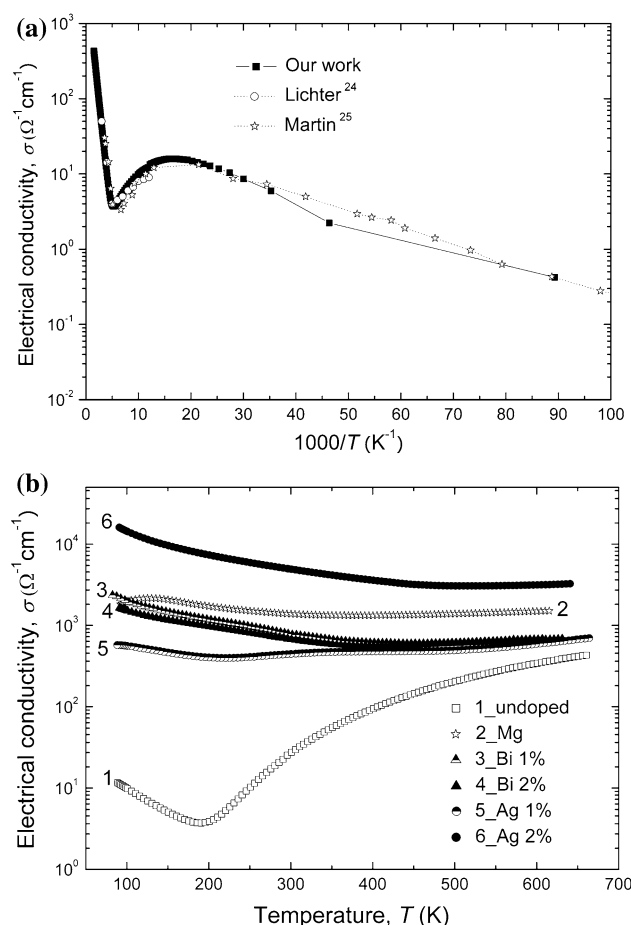 (a)
Electrical conductivity, σ(Ω⁻¹cm⁻¹)
10³
10²
10¹
10⁰
10⁻¹
10⁻²
Our work
Lichter ²⁴
Martin ²⁵
0 10 20 30 40 50 60 70 80 90 100
1000/T (K⁻¹)
(b)
Electrical conductivity, σ(Ω⁻¹cm⁻¹)
10⁴
10³
10²
10¹
10⁰
6
3
2
4
5
1
1_undoped
2_Mg
3_Bi 1%
4_Bi 2%
5_Ag 1%
6_Ag 2%
100 200 300 400 500 600 700
Temperature, T (K)